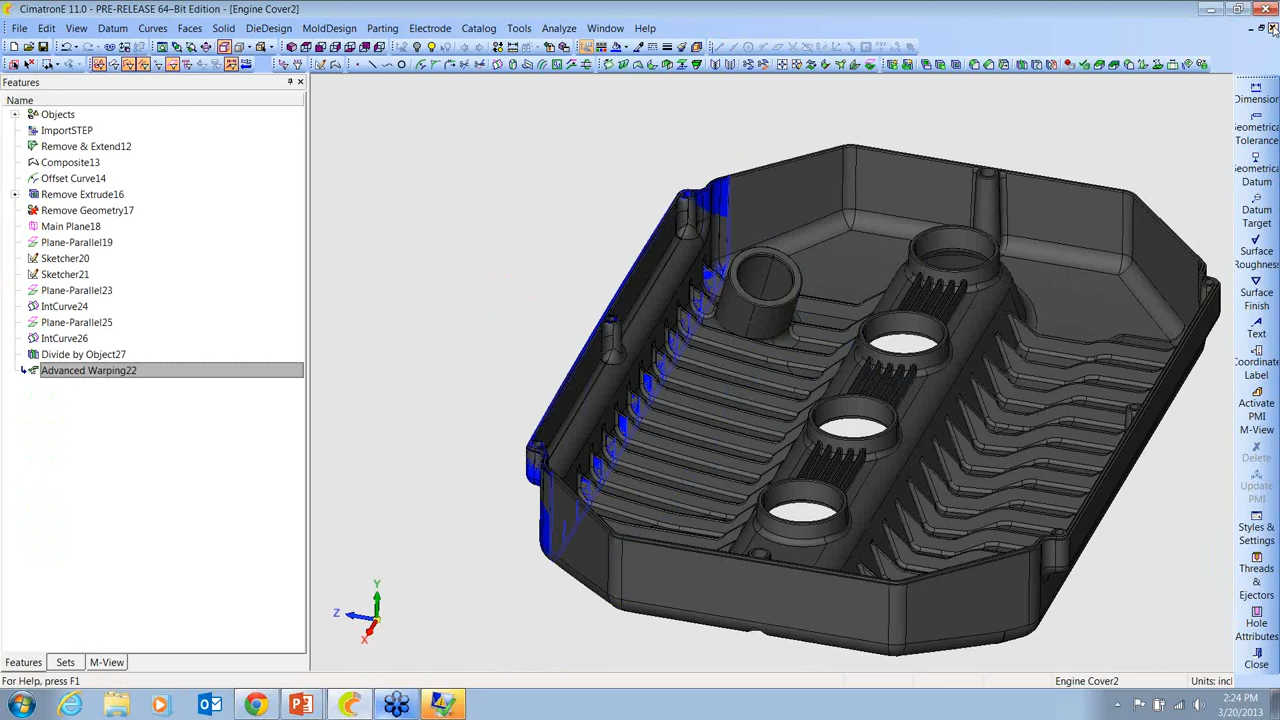 CimatronE 11.0 - PRE-RELEASE 64-Bit Edition - [Engine Cover2]
File Edit View Datum Curves Faces Solid DieDesign MoldDesign Parting Electrode Catalog Tools Analyze Window Help
Features
Name
Objects
ImportSTEP
Remove & Extend12
Composite13
Offset Curve14
Remove Extrude16
Remove Geometry17
Main Plane18
Plane-Parallel19
Sketcher20
Sketcher21
Plane-Parallel23
IntCurve24
Plane-Parallel25
IntCurve26
Divide by Object27
Advanced Warping22
Y
Z
X
Dimension
Geometrica
Tolerance
Geometrica
Datum
Datum
Target
Surface
Roughness
Surface
Finish
Text
Coordinate
Label
Activate
PMI
M-View
Delete
Update
PMI
Styles &
Settings
Threads
&
Ejectors
Hole
Attributes
Close
Features Sets M-View
For Help, press F1
Engine Cover2
Units: incl
2:24 PM
3/20/2013